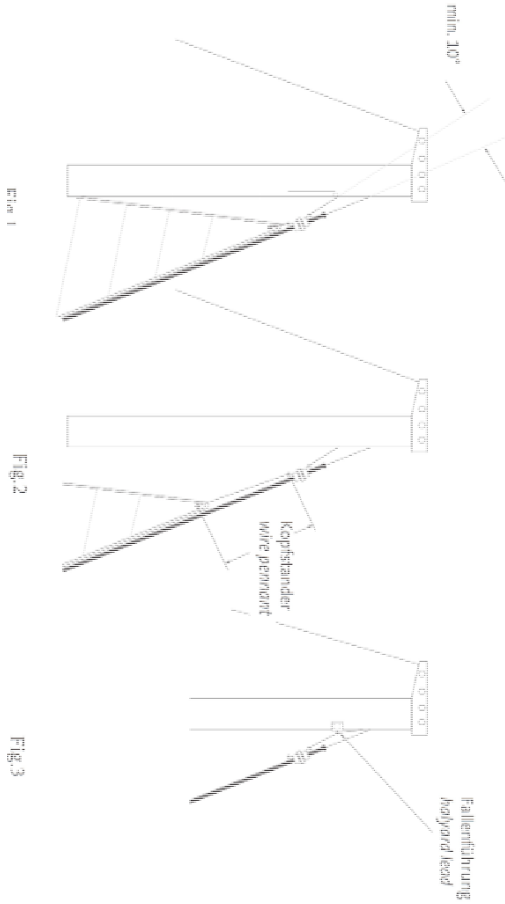 min. 10°
Fig. 1
Fig. 2
Kopfstander
wire pennant
Fig. 3
Fallenführung
halyard lead